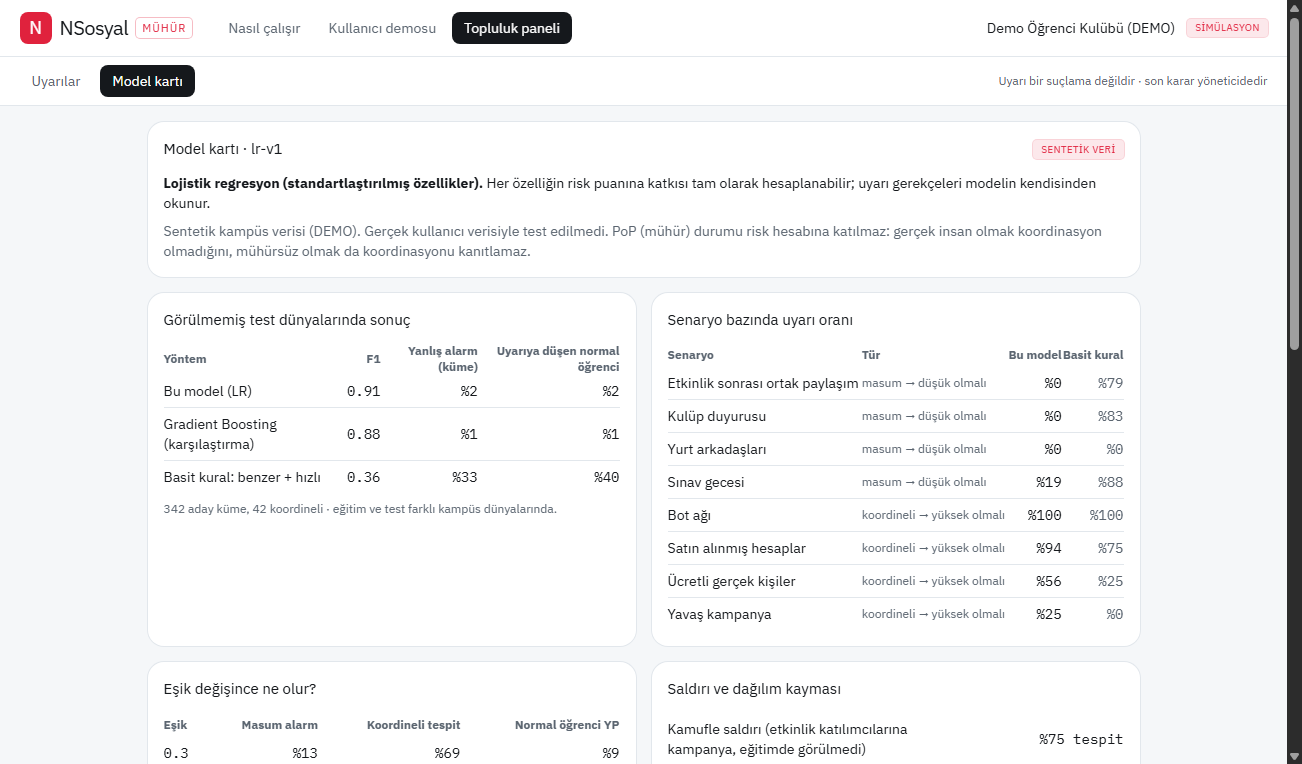 N NSosyal MÜHÜR Nasıl çalışır Kullanıcı demosu Topluluk paneli Demo Öğrenci Kulübü (DEMO) SİMÜLASYON
Uyarılar Model kartı Uyarı bir suçlama değildir · son karar yöneticidedir
Model kartı · lr-v1 SENTETİK VERİ
Lojistik regresyon (standartlaştırılmış özellikler). Her özelliğin risk puanına katkısı tam olarak hesaplanabilir; uyarı gerekçeleri modelin kendisinden
okunur.
Sentetik kampüs verisi (DEMO). Gerçek kullanıcı verisiyle test edilmedi. PoP (mühür) durumu risk hesabına katılmaz: gerçek insan olmak koordinasyon
olmadığını, mühürsüz olmak da koordinasyonu kanıtlamaz.
Görülmemiş test dünyalarında sonuç
Yöntem F1 Yanlış alarm (küme) Uyarıya düşen normal öğrenci
Bu model (LR) 0.91 %2 %2
Gradient Boosting
(karşılaştırma) 0.88 %1 %1
Basit kural: benzer + hızlı 0.36 %33 %40
342 aday küme, 42 koordineli · eğitim ve test farklı kampüs dünyalarında.
Senaryo bazında uyarı oranı
Senaryo Tür Bu model Basit kural
Etkinlik sonrası ortak paylaşım masum → düşük olmalı %0 %79
Kulüp duyurusu masum → düşük olmalı %0 %83
Yurt arkadaşları masum → düşük olmalı %0 %0
Sınav gecesi masum → düşük olmalı %19 %88
Bot ağı koordineli → yüksek olmalı %100 %100
Satın alınmış hesaplar koordineli → yüksek olmalı %94 %75
Ücretli gerçek kişiler koordineli → yüksek olmalı %56 %25
Yavaş kampanya koordineli → yüksek olmalı %25 %0
Eşik değişince ne olur?
Eşik Masum alarm Koordineli tespit Normal öğrenci YP
0.3 %13 %69 %9
Saldırı ve dağılım kayması
Kamufle saldırı (etkinlik katılımcılarına
kampanya, eğitimde görülmedi) %75 tespit